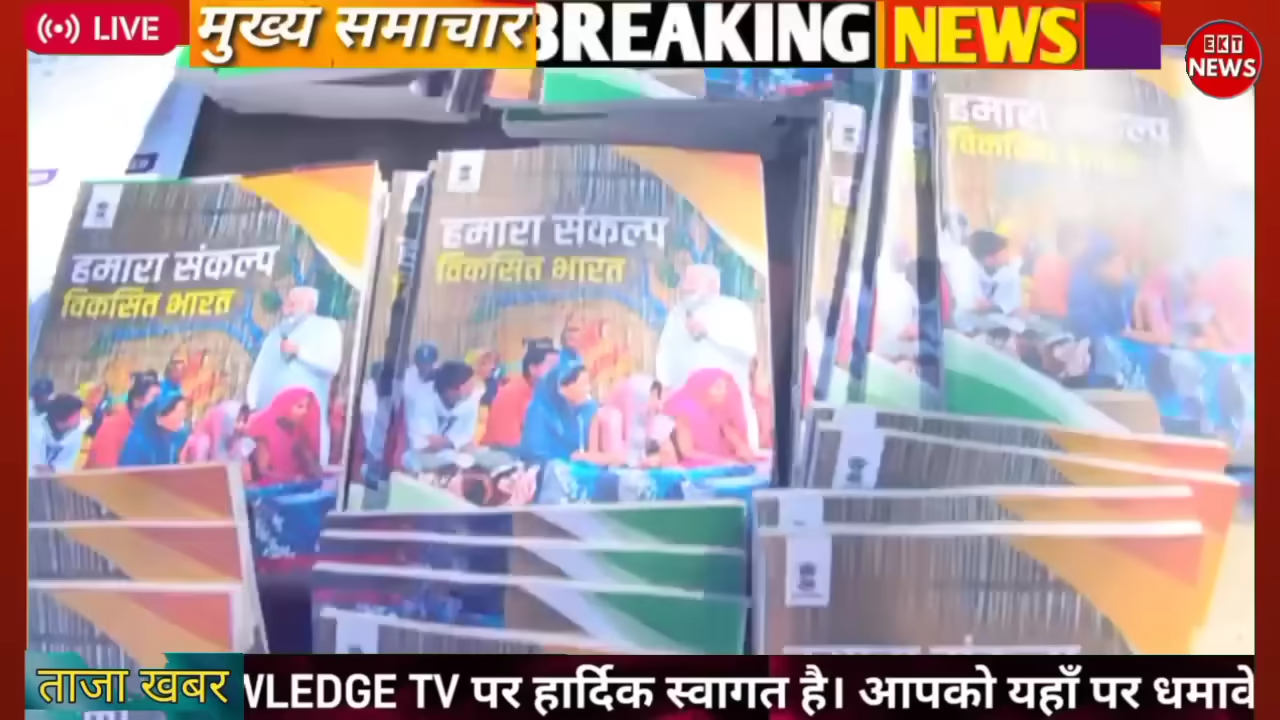 LIVE
मुख्य समाचार
BREAKING NEWS
EKT
NEWS
हमारा संकल्प
विकसित भारत
हमारा संकल्प
विकसित भारत
हमारा
ताजा खबर
WLEDGE TV पर हार्दिक स्वागत है। आपको यहाँ पर